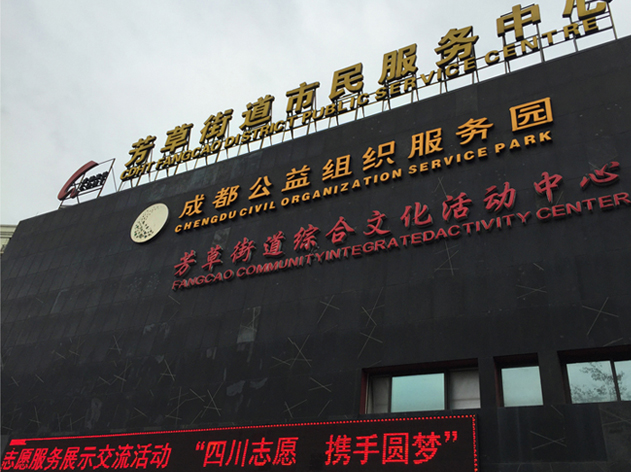 芳草街道市民服务中心
CDHT FANGCAO DISTRICT PUBLIC SERVICE CENTRE
成都公益组织服务园
CHENGDU CIVIL ORGANIZATION SERVICE PARK
芳草街道综合文化活动中心
FANGCAO COMMUNITYINTEGRATEDACTIVITY CENTER
志愿服务展示交流活动 “四川志愿 携手圆梦”